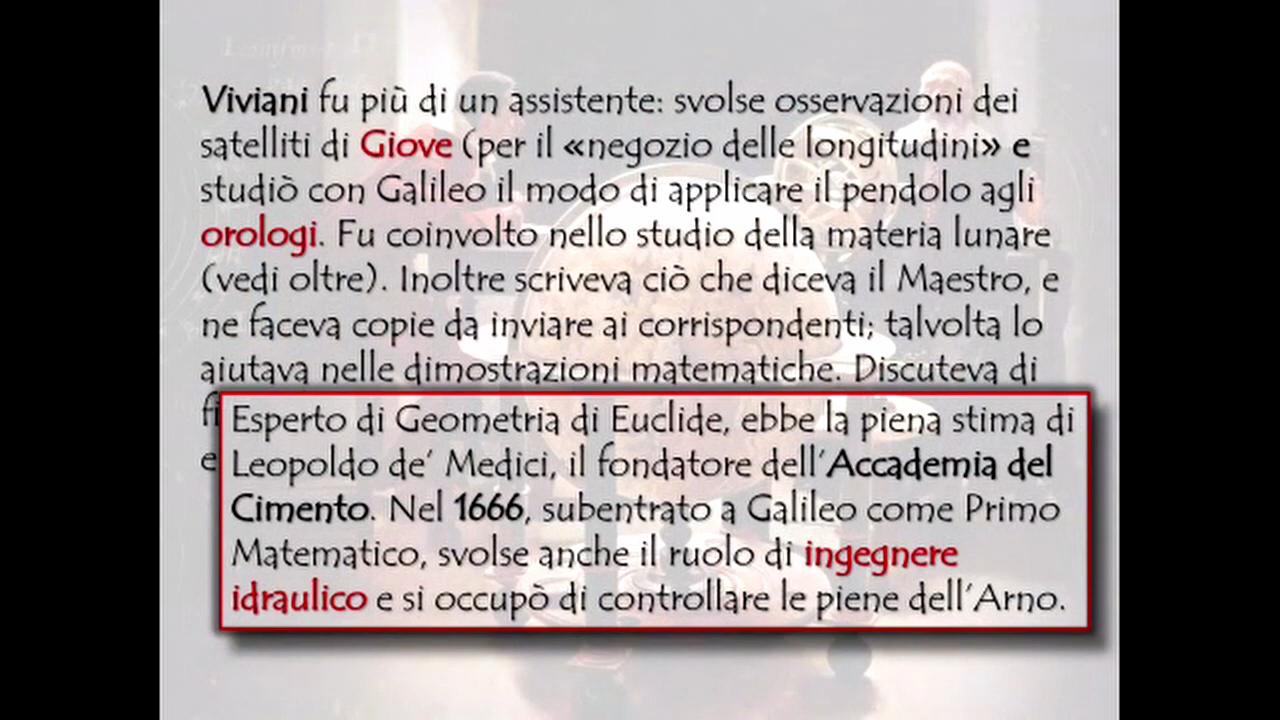 Viviani fu più di un assistente: svolse osservazioni dei
satelliti di Giove (per il «negozio delle longitudini» e
studiò con Galileo il modo di applicare il pendolo agli
orologi. Fu coinvolto nello studio della materia lunare
(vedi oltre). Inoltre scriveva ciò che diceva il Maestro, e
ne faceva copie da inviare ai corrispondenti; talvolta lo
aiutava nelle dimostrazioni matematiche. Discuteva di
Esperto di Geometria di Euclide, ebbe la piena stima di
Leopoldo de' Medici, il fondatore dell'Accademia del
Cimento. Nel 1666, subentrato a Galileo come Primo
Matematico, svolse anche il ruolo di ingegnere
idraulico e si occupò di controllare le piene dell'Arno.